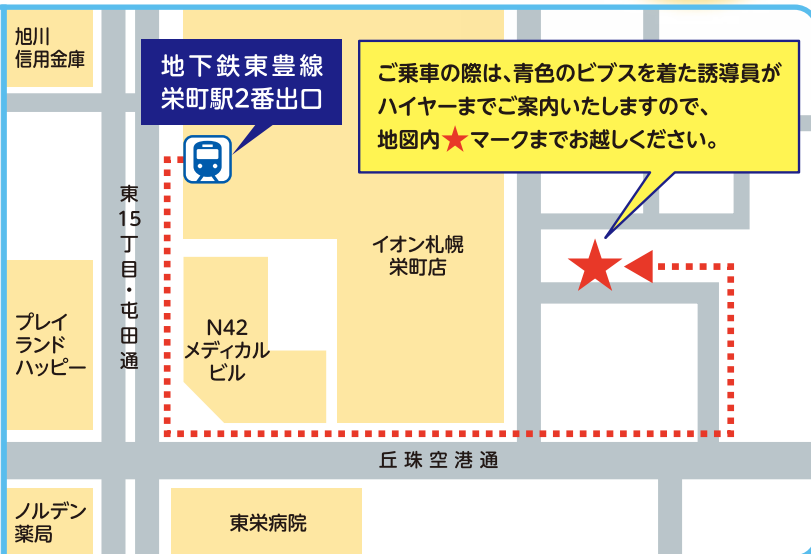 旭川
信用金庫
地下鉄東豊線
栄町駅2番出口
ご乗車の際は、青色のビブスを着た誘導員が
ハイヤーまでご案内いたしますので、
地図内★マークまでお越しください。
東15丁目・屯田通
イオン札幌
栄町店
プレイ
ランド
ハッピー
N42
メディカル
ビル
丘珠空港通
ノルデン
薬局
東栄病院